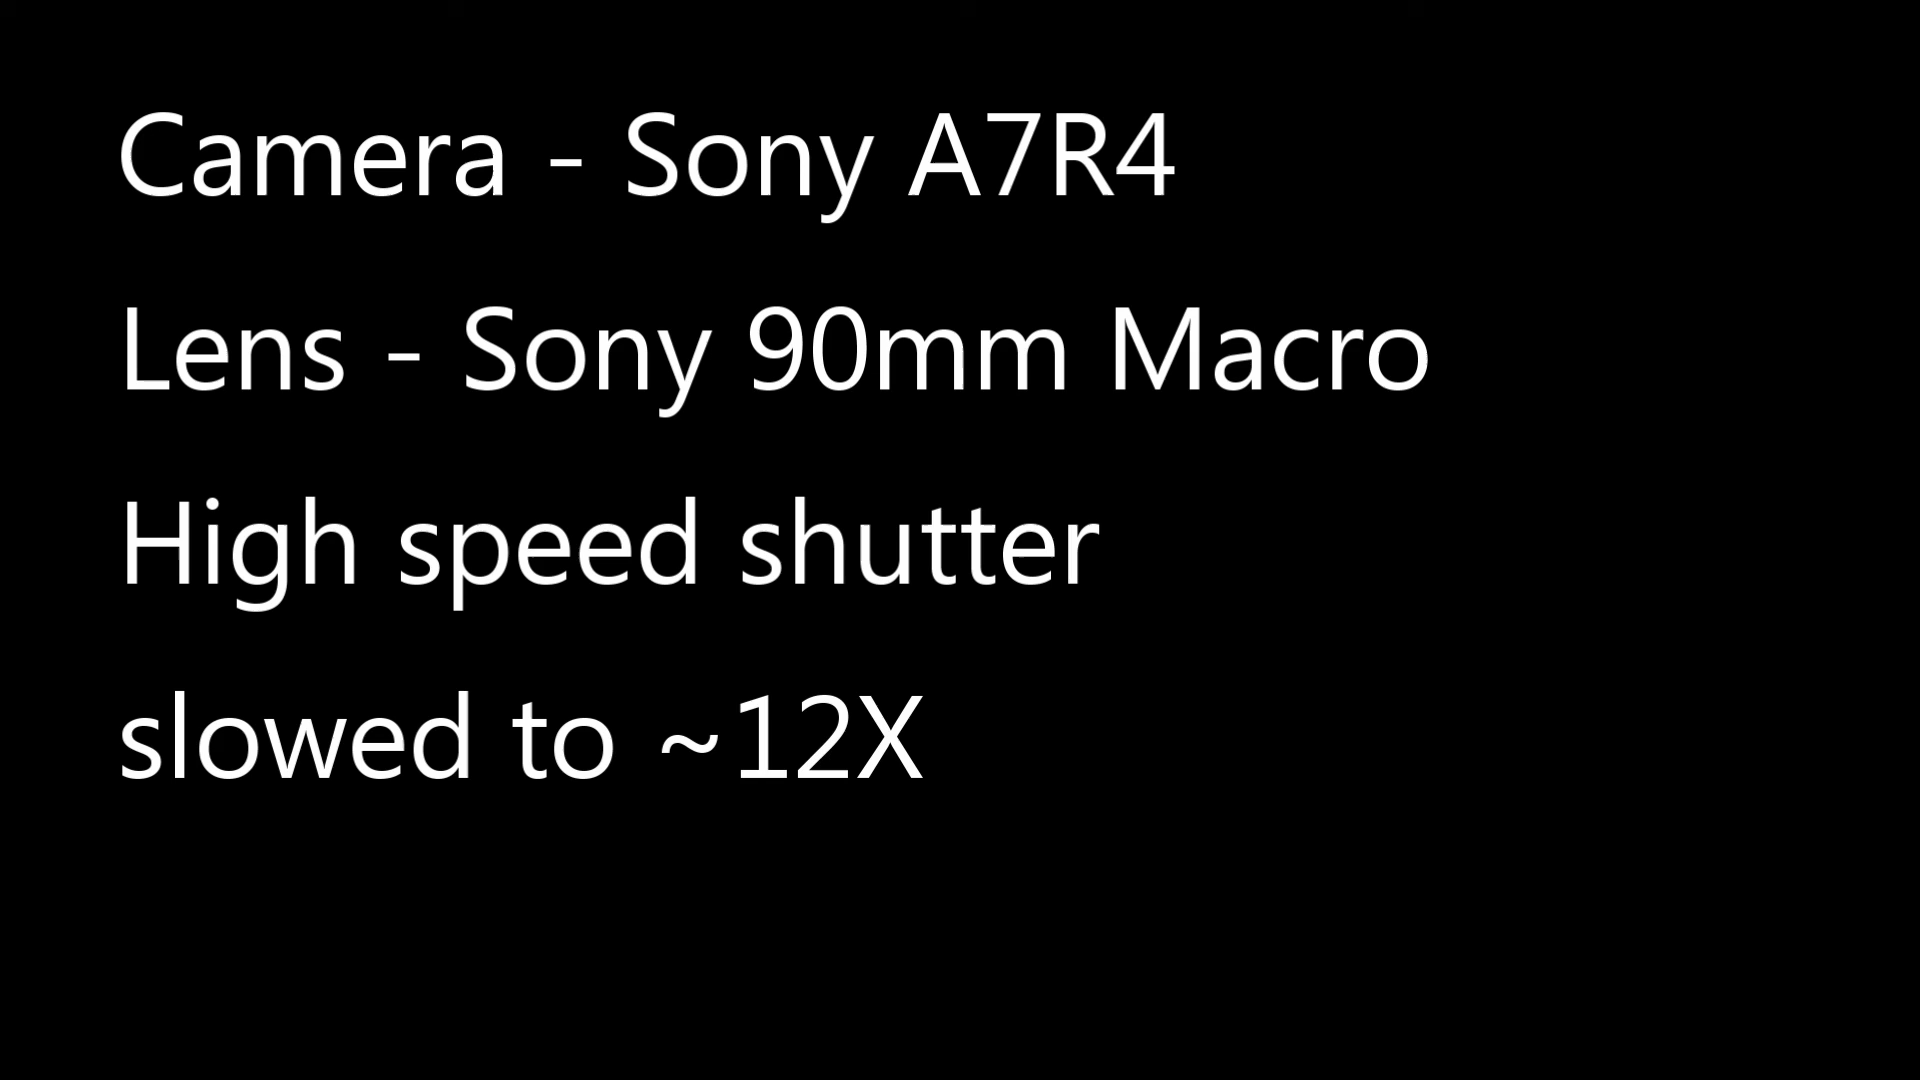 Camera - Sony A7R4
Lens - Sony 90mm Macro
High speed shutter
slowed to ~12X